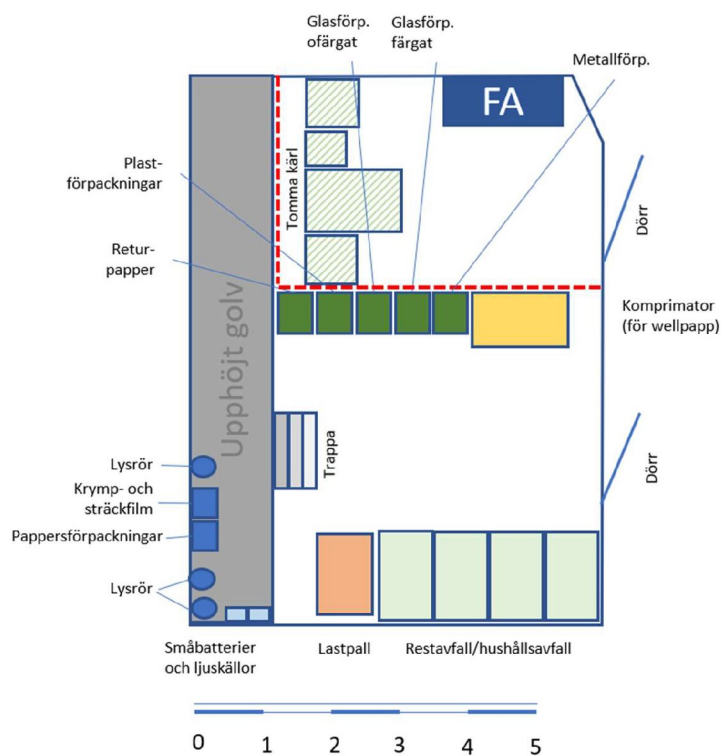 Glasförp.
ofärgat
Glasförp.
färgat
Metallförp.
FA
Plast-
förpackningar
Tomma kärl
Dörr
Retur-
papper
Komprimator
(för wellpapp)
Upphöjt golv
Trappa
Dörr
Lysrör
Krymp- och
sträckfilm
Pappersförpackningar
Lysrör
Småbatterier
och ljuskällor
Lastpall
Restavfall/hushållsavfall
0 1 2 3 4 5